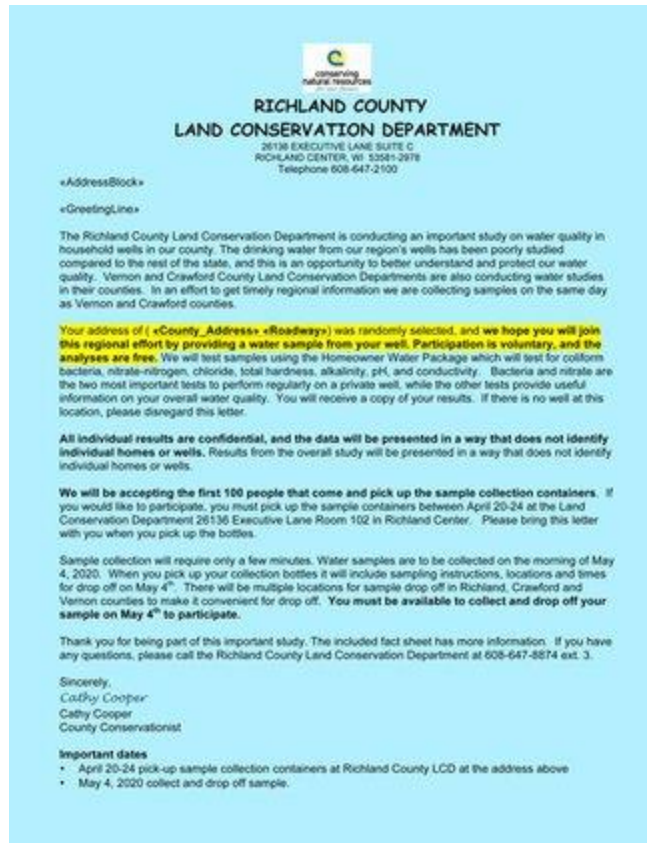 conserving
natural resources
for our future
RICHLAND COUNTY
LAND CONSERVATION DEPARTMENT
26136 EXECUTIVE LANE SUITE C
RICHLAND CENTER, WI 53581-2978
Telephone 608-647-2100
«AddressBlock»
«GreetingLine»
The Richland County Land Conservation Department is conducting an important study on water quality in
household wells in our county. The drinking water from our region's wells has been poorly studied
compared to the rest of the state, and this is an opportunity to better understand and protect our water
quality. Vernon and Crawford County Land Conservation Departments are also conducting water studies
in their counties. In an effort to get timely regional information we are collecting samples on the same day
as Vernon and Crawford counties.
Your address of ( «County_Address» «Roadway») was randomly selected, and we hope you will join
this regional effort by providing a water sample from your well. Participation is voluntary, and the
analyses are free. We will test samples using the Homeowner Water Package which will test for coliform
bacteria, nitrate-nitrogen, chloride, total hardness, alkalinity, pH, and conductivity. Bacteria and nitrate are
the two most important tests to perform regularly on a private well, while the other tests provide useful
information on your overall water quality. You will receive a copy of your results. If there is no well at this
location, please disregard this letter.
All individual results are confidential, and the data will be presented in a way that does not identify
individual homes or wells. Results from the overall study will be presented in a way that does not identify
individual homes or wells.
We will be accepting the first 100 people that come and pick up the sample collection containers. If
you would like to participate, you must pick up the sample containers between April 20-24 at the Land
Conservation Department 26136 Executive Lane Room 102 in Richland Center. Please bring this letter
with you when you pick up the bottles.
Sample collection will require only a few minutes. Water samples are to be collected on the morning of May
4, 2020. When you pick up your collection bottles it will include sampling instructions, locations and times
for drop off on May 4th. There will be multiple locations for sample drop off in Richland, Crawford and
Vernon counties to make it convenient for drop off. You must be available to collect and drop off your
sample on May 4th to participate.
Thank you for being part of this important study. The included fact sheet has more information. If you have
any questions, please call the Richland County Land Conservation Department at 608-647-8874 ext. 3.
Sincerely,
Cathy Cooper
Cathy Cooper
County Conservationist
Important dates
• April 20-24 pick-up sample collection containers at Richland County LCD at the address above
• May 4, 2020 collect and drop off sample.